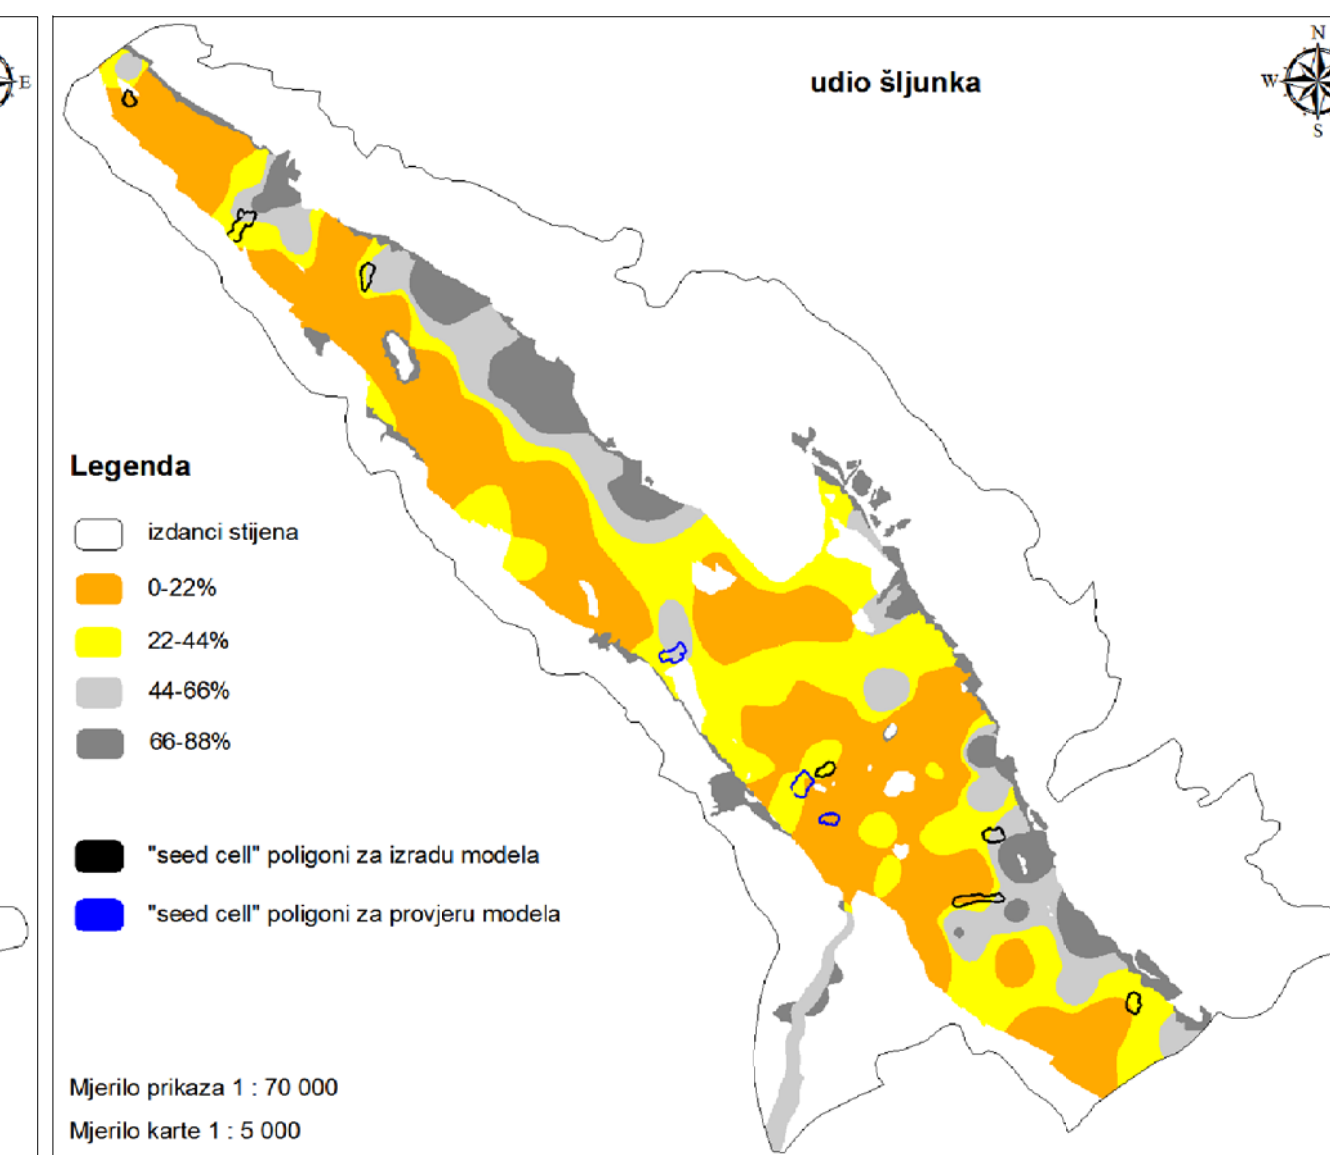 E
udio šljunka
N
W
S
Legenda
izdanci stijena
0-22%
22-44%
44-66%
66-88%
"seed cell" poligoni za izradu modela
"seed cell" poligoni za provjeru modela
Mjerilo prikaza 1 : 70 000
Mjerilo karte 1 : 5 000